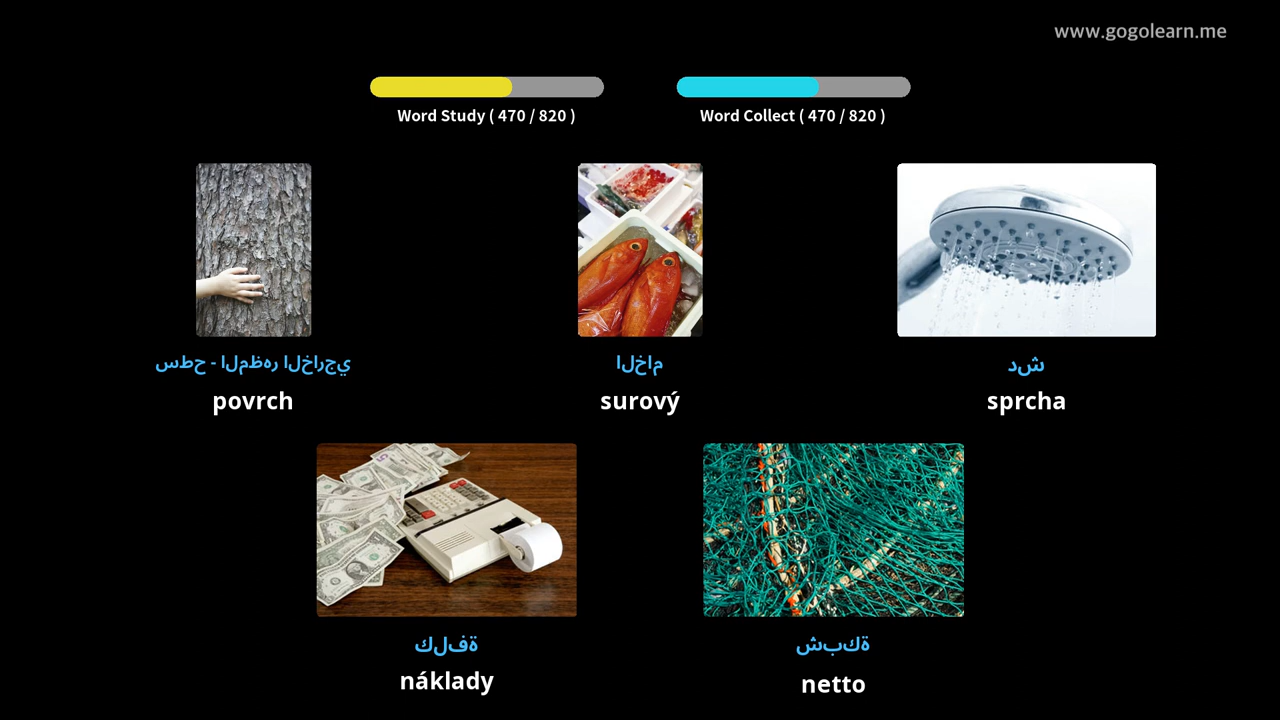 www.gogolearn.me
Word Study ( 470 / 820 )
Word Collect ( 470 / 820 )
سطح - المظهر الخارجي
povrch
الخام
surový
دش
sprcha
كلفة
náklady
شبكة
netto